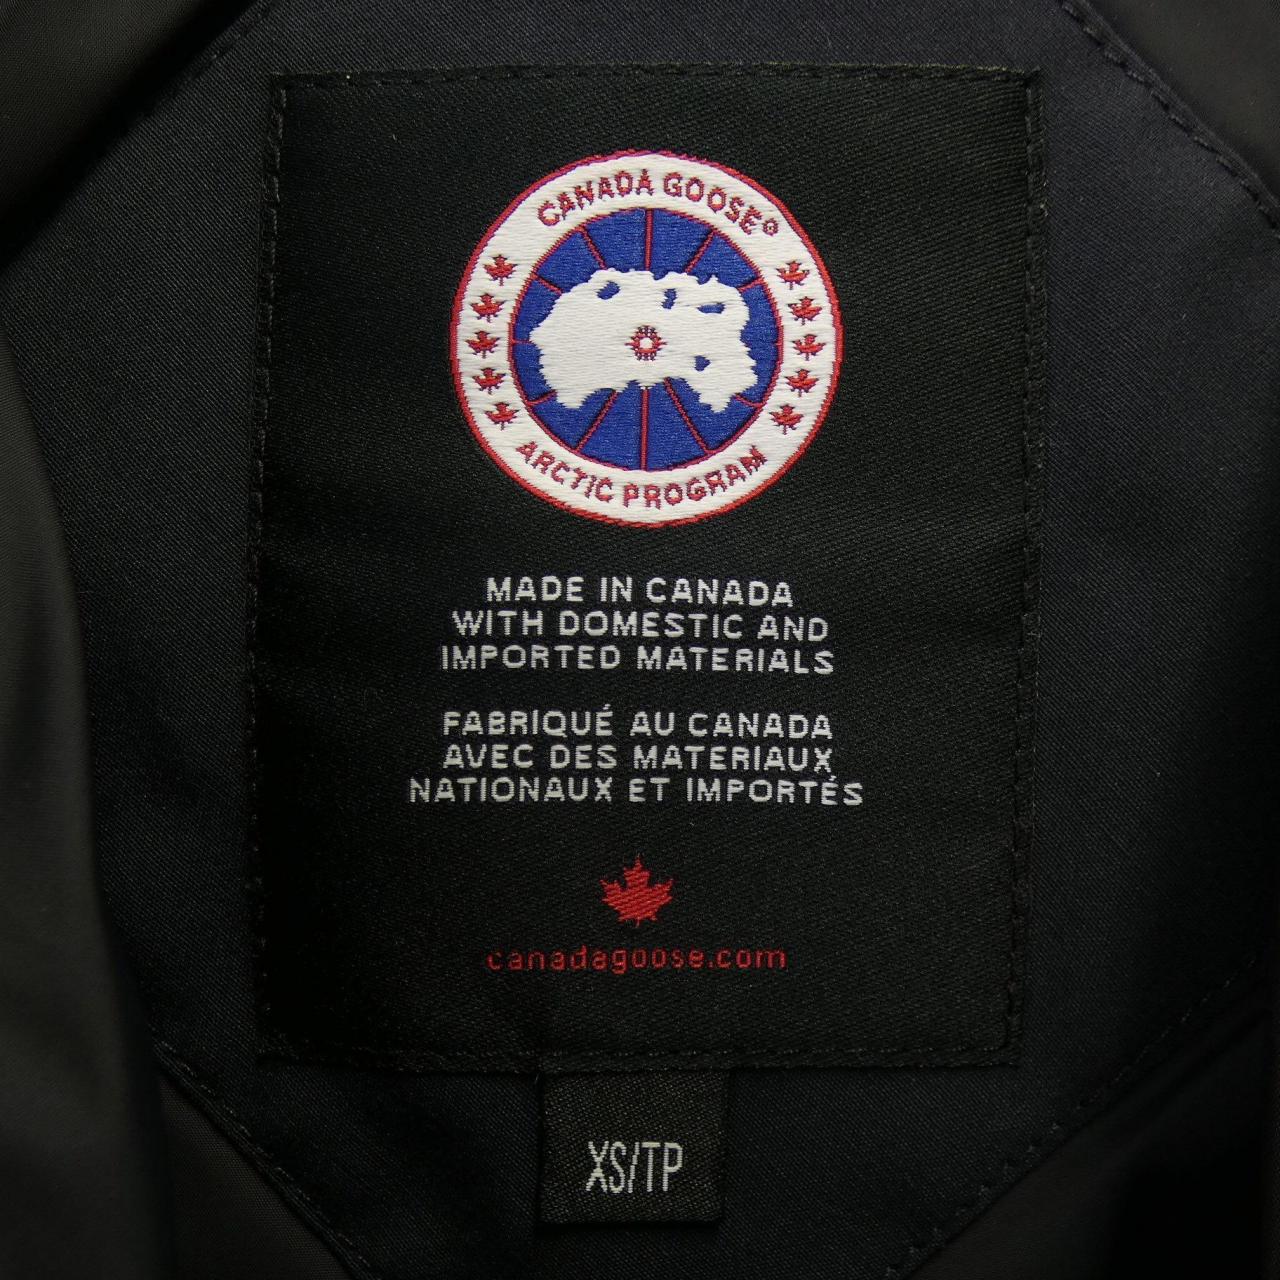 CANADA GOOSE®
ARCTIC PROGRAM
MADE IN CANADA
WITH DOMESTIC AND
IMPORTED MATERIALS
FABRIQUÉ AU CANADA
AVEC DES MATERIAUX
NATIONAUX ET IMPORTÉS
canadagoose.com
XS/TP